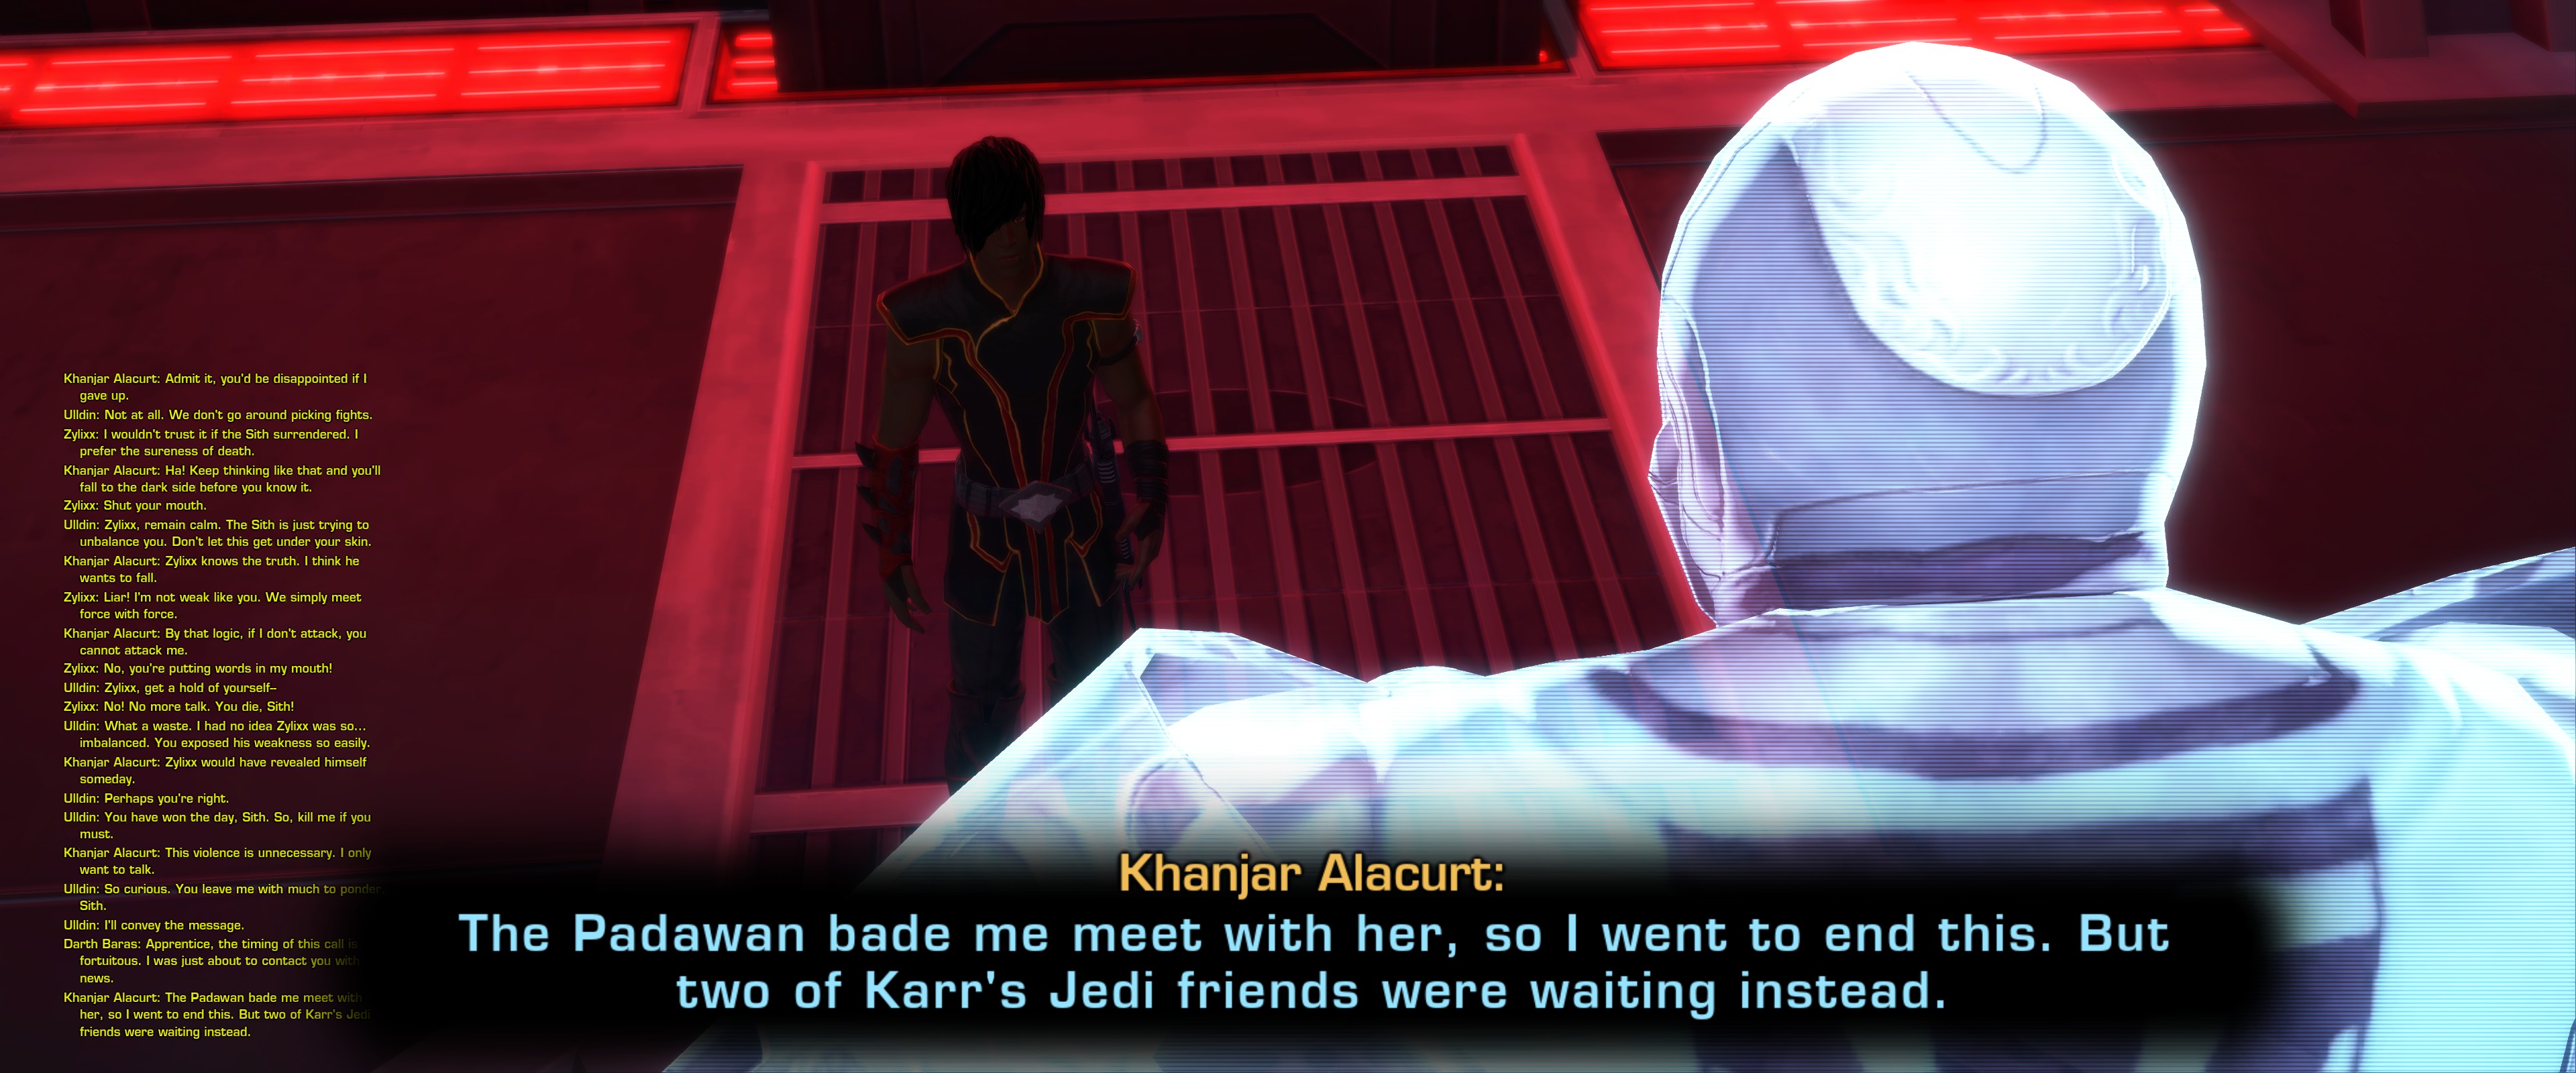 Khanjar Alacurt: Admit it, you'd be disappointed if I
gave up.
Ulldin: Not at all. We don't go around picking fights.
Zylixx: I wouldn't trust it if the Sith surrendered. I
prefer the sureness of death.
Khanjar Alacurt: Ha! Keep thinking like that and you'll
fall to the dark side before you know it.
Zylixx: Shut your mouth.
Ulldin: Zylixx, remain calm. The Sith is just trying to
unbalance you. Don't let this get under your skin.
Khanjar Alacurt: Zylixx knows the truth. I think he
wants to fall.
Zylixx: Liar! I'm not weak like you. We simply meet
force with force.
Khanjar Alacurt: By that logic, if I don't attack, you
cannot attack me.
Zylixx: No, you're putting words in my mouth!
Ulldin: Zylixx, get a hold of yourself–
Zylixx: No! No more talk. You die, Sith!
Ulldin: What a waste. I had no idea Zylixx was so...
imbalanced. You exposed his weakness so easily.
Khanjar Alacurt: Zylixx would have revealed himself
someday.
Ulldin: Perhaps you're right.
Ulldin: You have won the day, Sith. So, kill me if you
must.
Khanjar Alacurt: This violence is unnecessary. I only
want to talk.
Ulldin: So curious. You leave me with much to ponder,
Sith.
Ulldin: I'll convey the message.
Darth Baras: Apprentice, the timing of this call is
fortuitous. I was just about to contact you with
news.
Khanjar Alacurt: The Padawan bade me meet with
her, so I went to end this. But two of Karr's Jedi
friends were waiting instead.
Khanjar Alacurt:
The Padawan bade me meet with her, so I went to end this. But
two of Karr's Jedi friends were waiting instead.